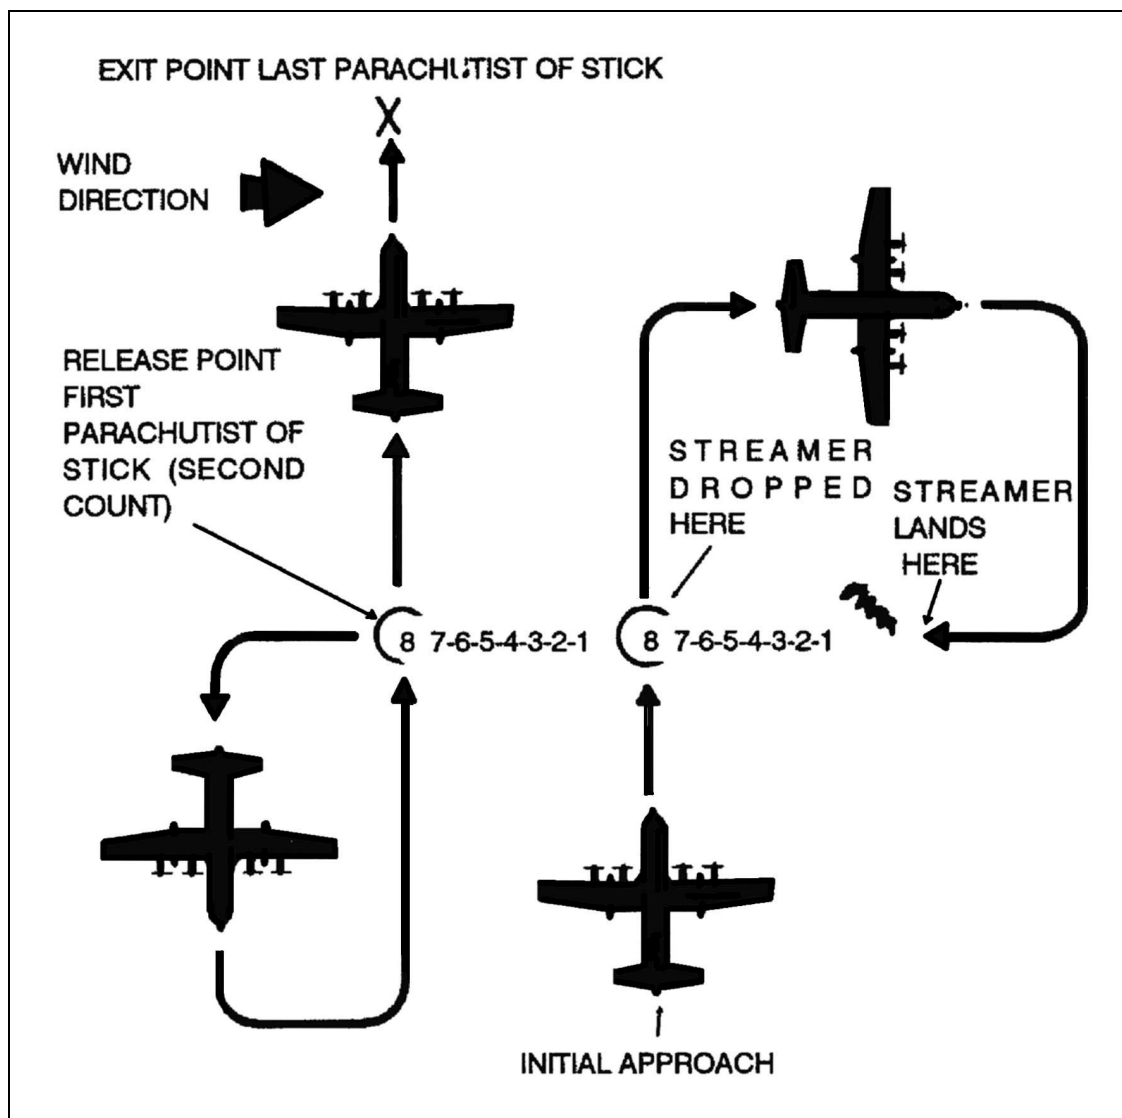 EXIT POINT LAST PARACHUTIST OF STICK
X
WIND
DIRECTION
RELEASE POINT
FIRST
PARACHUTIST OF
STICK (SECOND
COUNT)
STREAMER
DROPPED
HERE
STREAMER
LANDS
HERE
8 7-6-5-4-3-2-1
8 7-6-5-4-3-2-1
INITIAL APPROACH